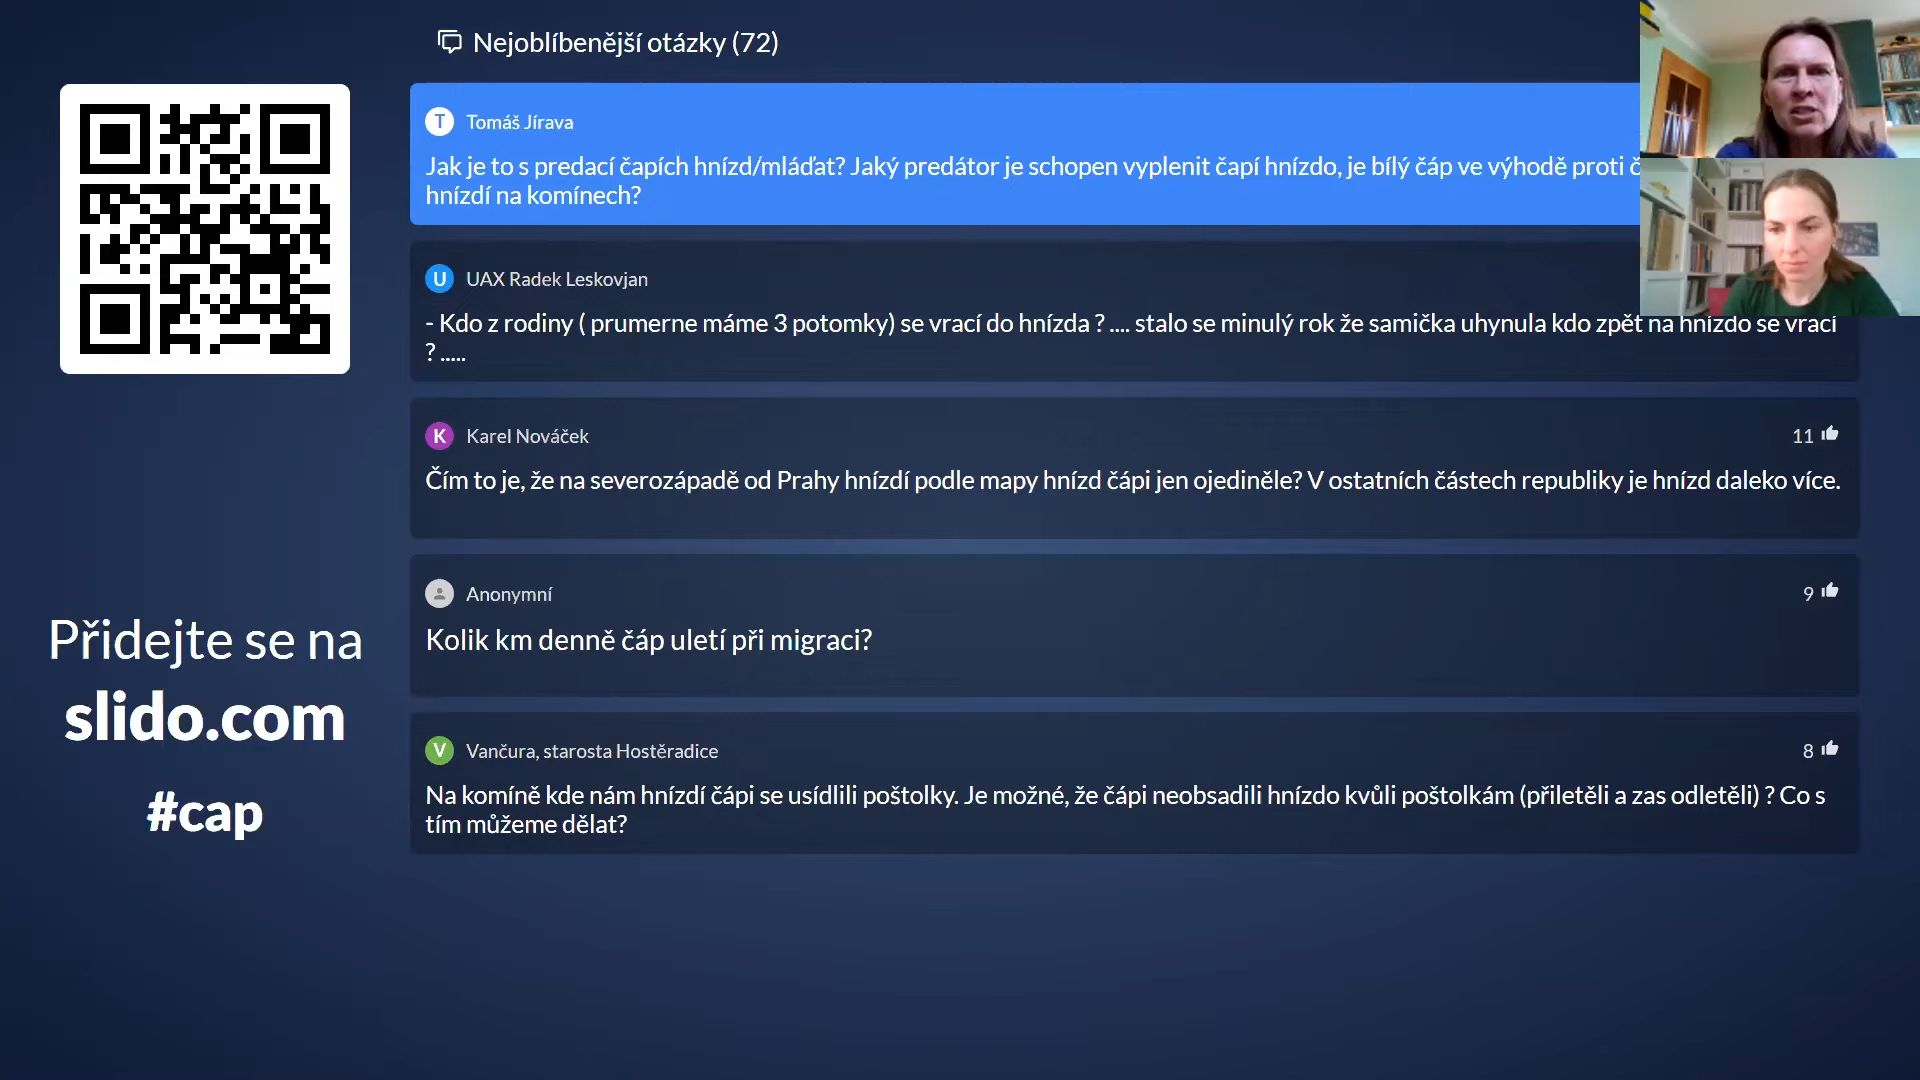 Nejoblíbenější otázky (72)
T
Tomáš Jírava
Jak je to s predací čapích hnízd/mláďat? Jaký predátor je schopen vyplenit čapí hnízdo, je bílý čáp ve výhodě proti č
hnízdí na komínech?
U
UAX Radek Leskovjan
- Kdo z rodiny ( prumerne máme 3 potomky) se vrací do hnízda ? .... stalo se minulý rok že samička uhynula kdo zpět na hnízdo se vrací
? .....
K
Karel Nováček
11
Čím to je, že na severozápadě od Prahy hnízdí podle mapy hnízd čápi jen ojediněle? V ostatních částech republiky je hnízd daleko více.
Anonymní
9
Kolik km denně čáp uletí při migraci?
V
Vančura, starosta Hostěradice
8
Na komíně kde nám hnízdí čápi se usídlili poštolky. Je možné, že čápi neobsadili hnízdo kvůli poštolkám (přiletěli a zas odletěli) ? Co s
tím můžeme dělat?
Přidejte se na
slido.com
#cap